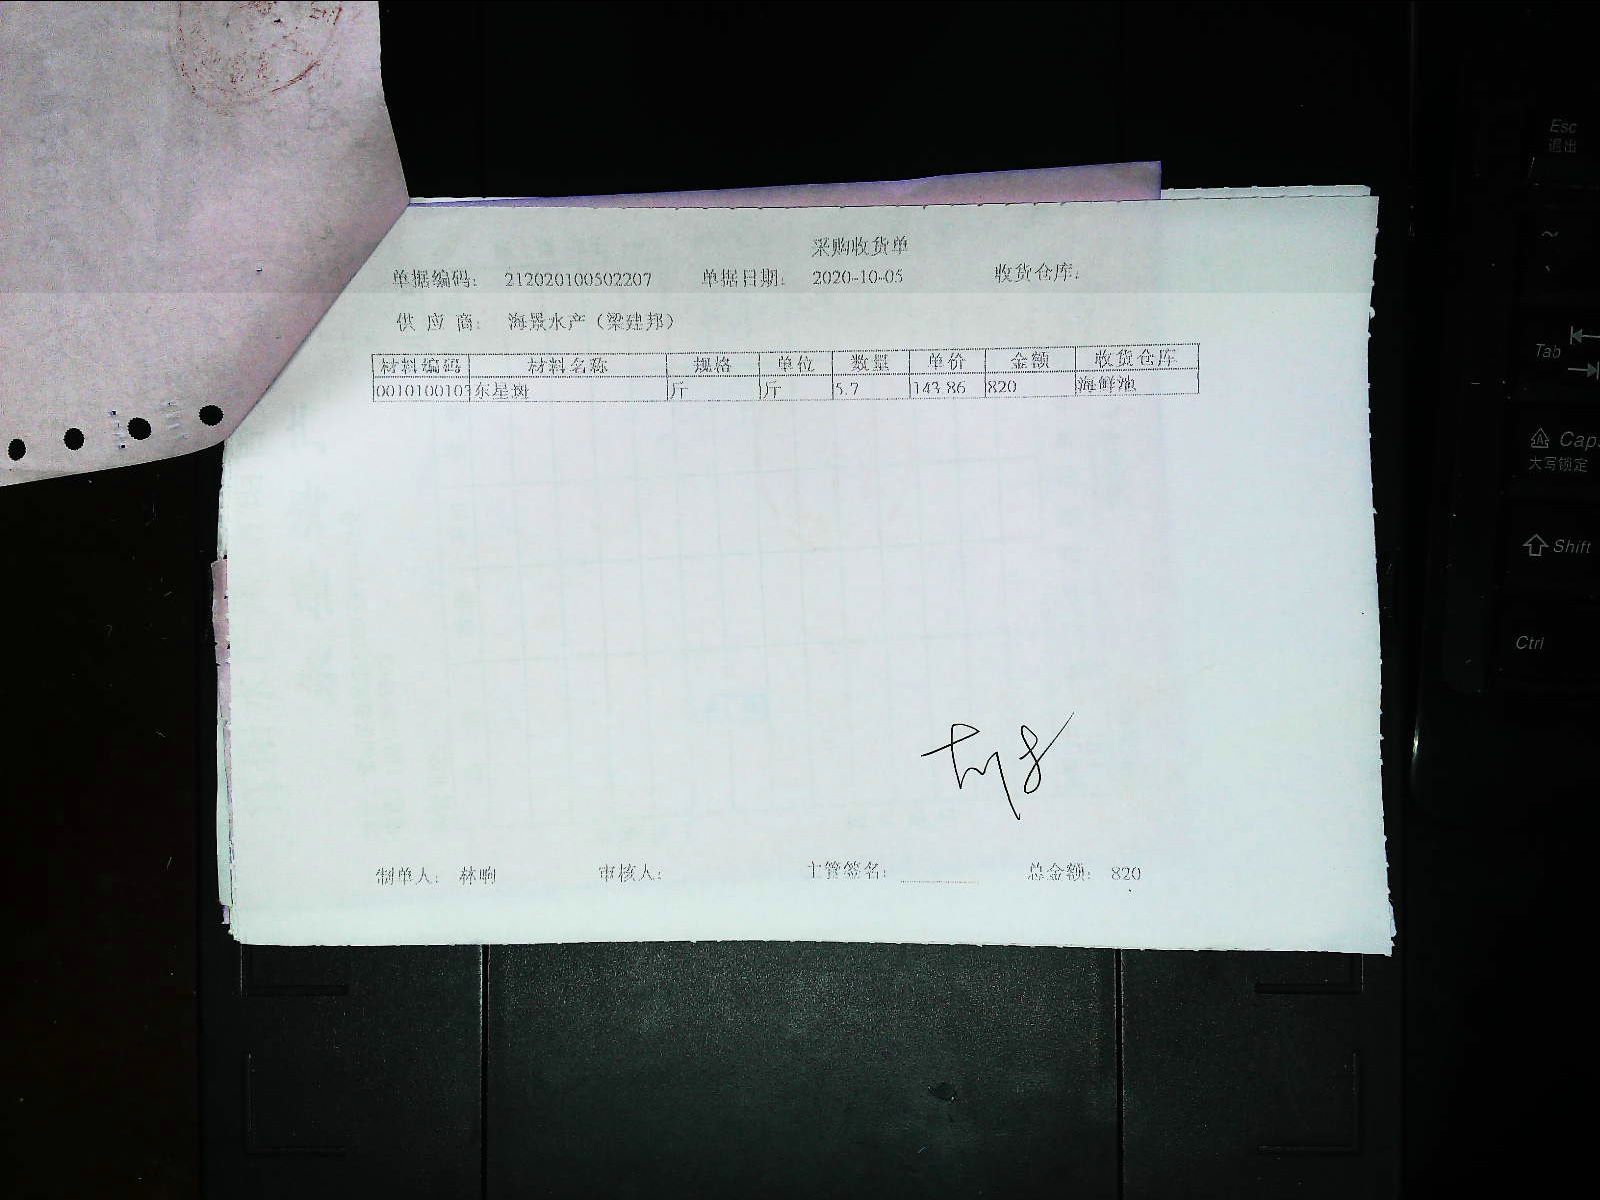 采购收货单
单据编码: 212020100502207 单据日期: 2020-10-05 收货仓库:
供 应 商: 海景水产（梁建邦）
材料编码 材料名称 规格 单位 数量 单价 金额 收货仓库
0010100103 东星斑 斤 斤 5.7 143.86 820 海鲜池
制单人: 林响 审核人: 主管签名: 总金额: 820
Esc
退出
~
Tab
Caps
大写锁定
Shift
Ctrl